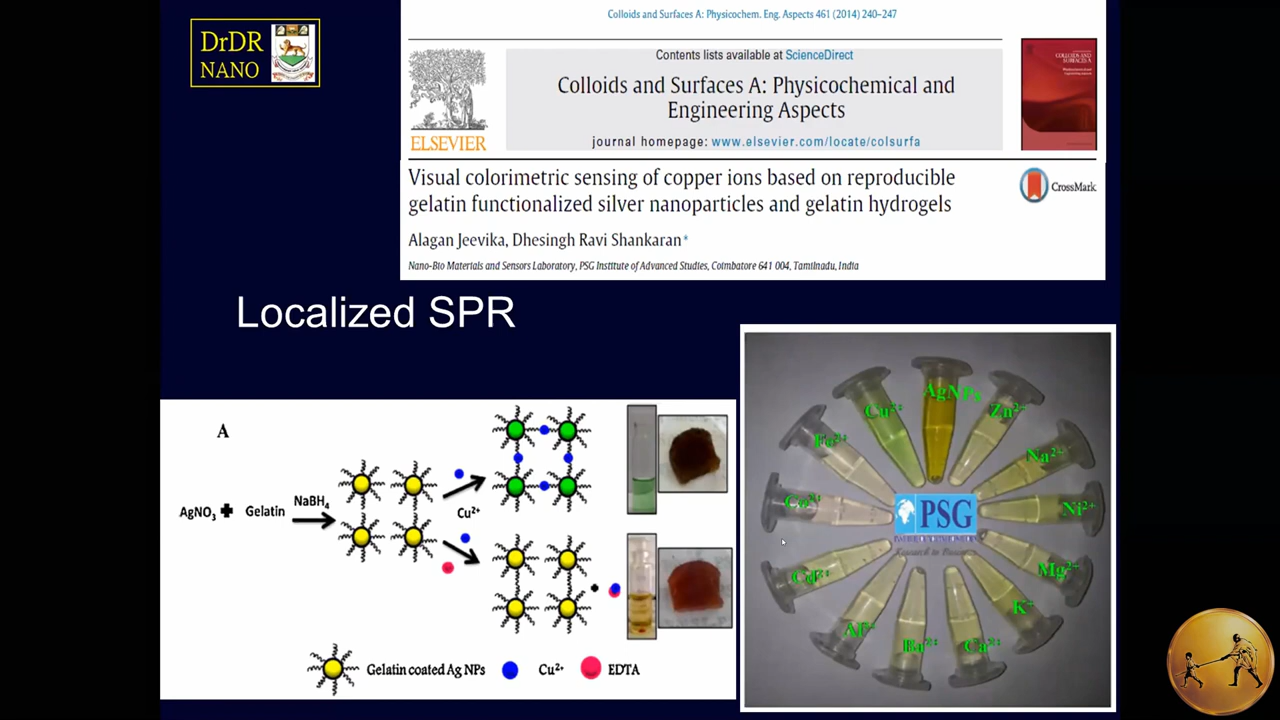 DrDR
NANO
Colloids and Surfaces A: Physicochem. Eng. Aspects 461 (2014) 240–247
Contents lists available at ScienceDirect
Colloids and Surfaces A: Physicochemical and
Engineering Aspects
journal homepage: www.elsevier.com/locate/colsurfa
ELSEVIER
COLLOIDS AND
SURFACES A
Visual colorimetric sensing of copper ions based on reproducible
gelatin functionalized silver nanoparticles and gelatin hydrogels
CrossMark
Alagan Jeevika, Dhesingh Ravi Shankaran*
Nano-Bio Materials and Sensors Laboratory, PSG Institute of Advanced Studies, Coimbatore 641 004, Tamilnadu, India
Localized SPR
A
AgNO₃ + Gelatin
NaBH₄
Cu²⁺
Gelatin coated Ag NPs
Cu²⁺
EDTA
AgNPs
Zn²⁺
Na²⁺
Ni²⁺
Mg²⁺
K⁺
Ca²⁺
Ba²⁺
Cd²⁺
Cu²⁺
PSG